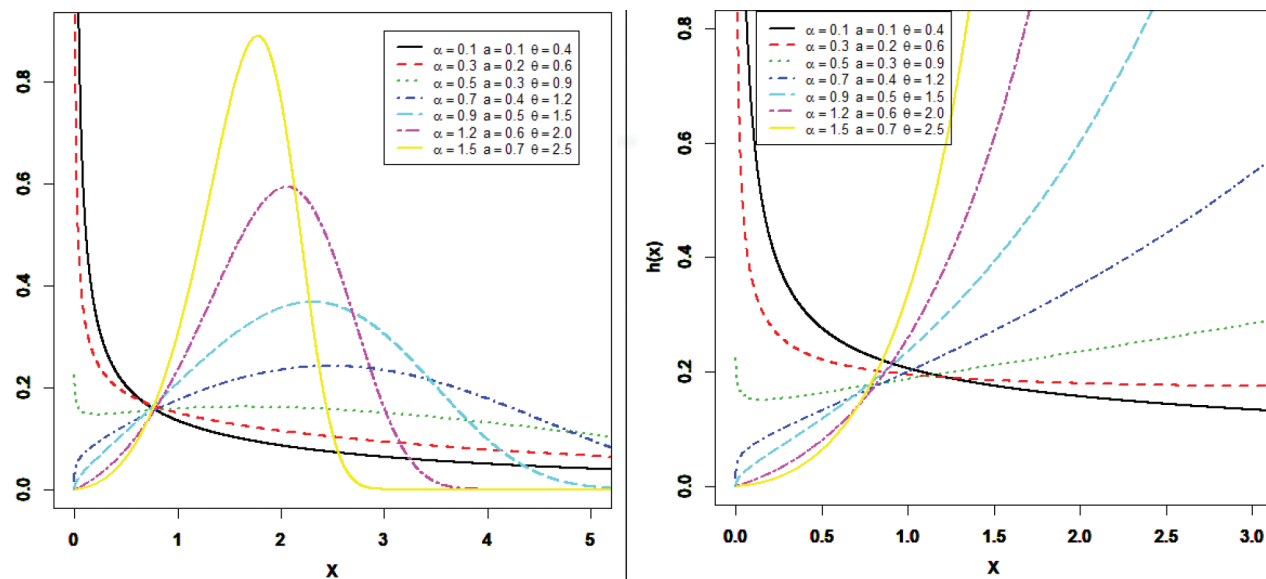 0.8
0.6
0.4
0.2
0.0
α = 0.1 a = 0.1 θ = 0.4
α = 0.3 a = 0.2 θ = 0.6
α = 0.5 a = 0.3 θ = 0.9
α = 0.7 a = 0.4 θ = 1.2
α = 0.9 a = 0.5 θ = 1.5
α = 1.2 a = 0.6 θ = 2.0
α = 1.5 a = 0.7 θ = 2.5
0 1 2 3 4 5
X
h(x)
0.8
0.6
0.4
0.2
0.0
α = 0.1 a = 0.1 θ = 0.4
α = 0.3 a = 0.2 θ = 0.6
α = 0.5 a = 0.3 θ = 0.9
α = 0.7 a = 0.4 θ = 1.2
α = 0.9 a = 0.5 θ = 1.5
α = 1.2 a = 0.6 θ = 2.0
α = 1.5 a = 0.7 θ = 2.5
0.0 0.5 1.0 1.5 2.0 2.5 3.0
X